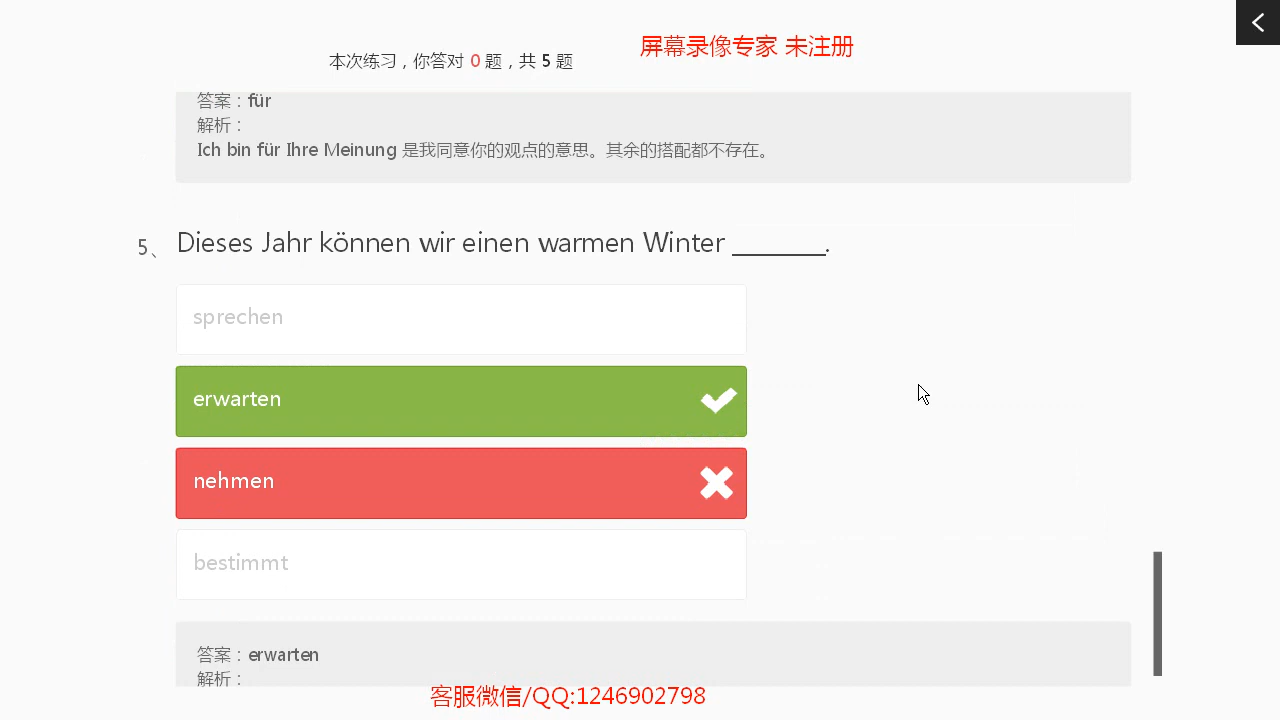 屏幕录像专家 未注册
本次练习，你答对 0 题，共 5 题
答案：für
解析：
Ich bin für Ihre Meinung 是我同意你的观点的意思。其余的搭配都不存在。
5、 Dieses Jahr können wir einen warmen Winter ________.
sprechen
erwarten
nehmen
bestimmt
答案：erwarten
解析：
客服微信/QQ:1246902798